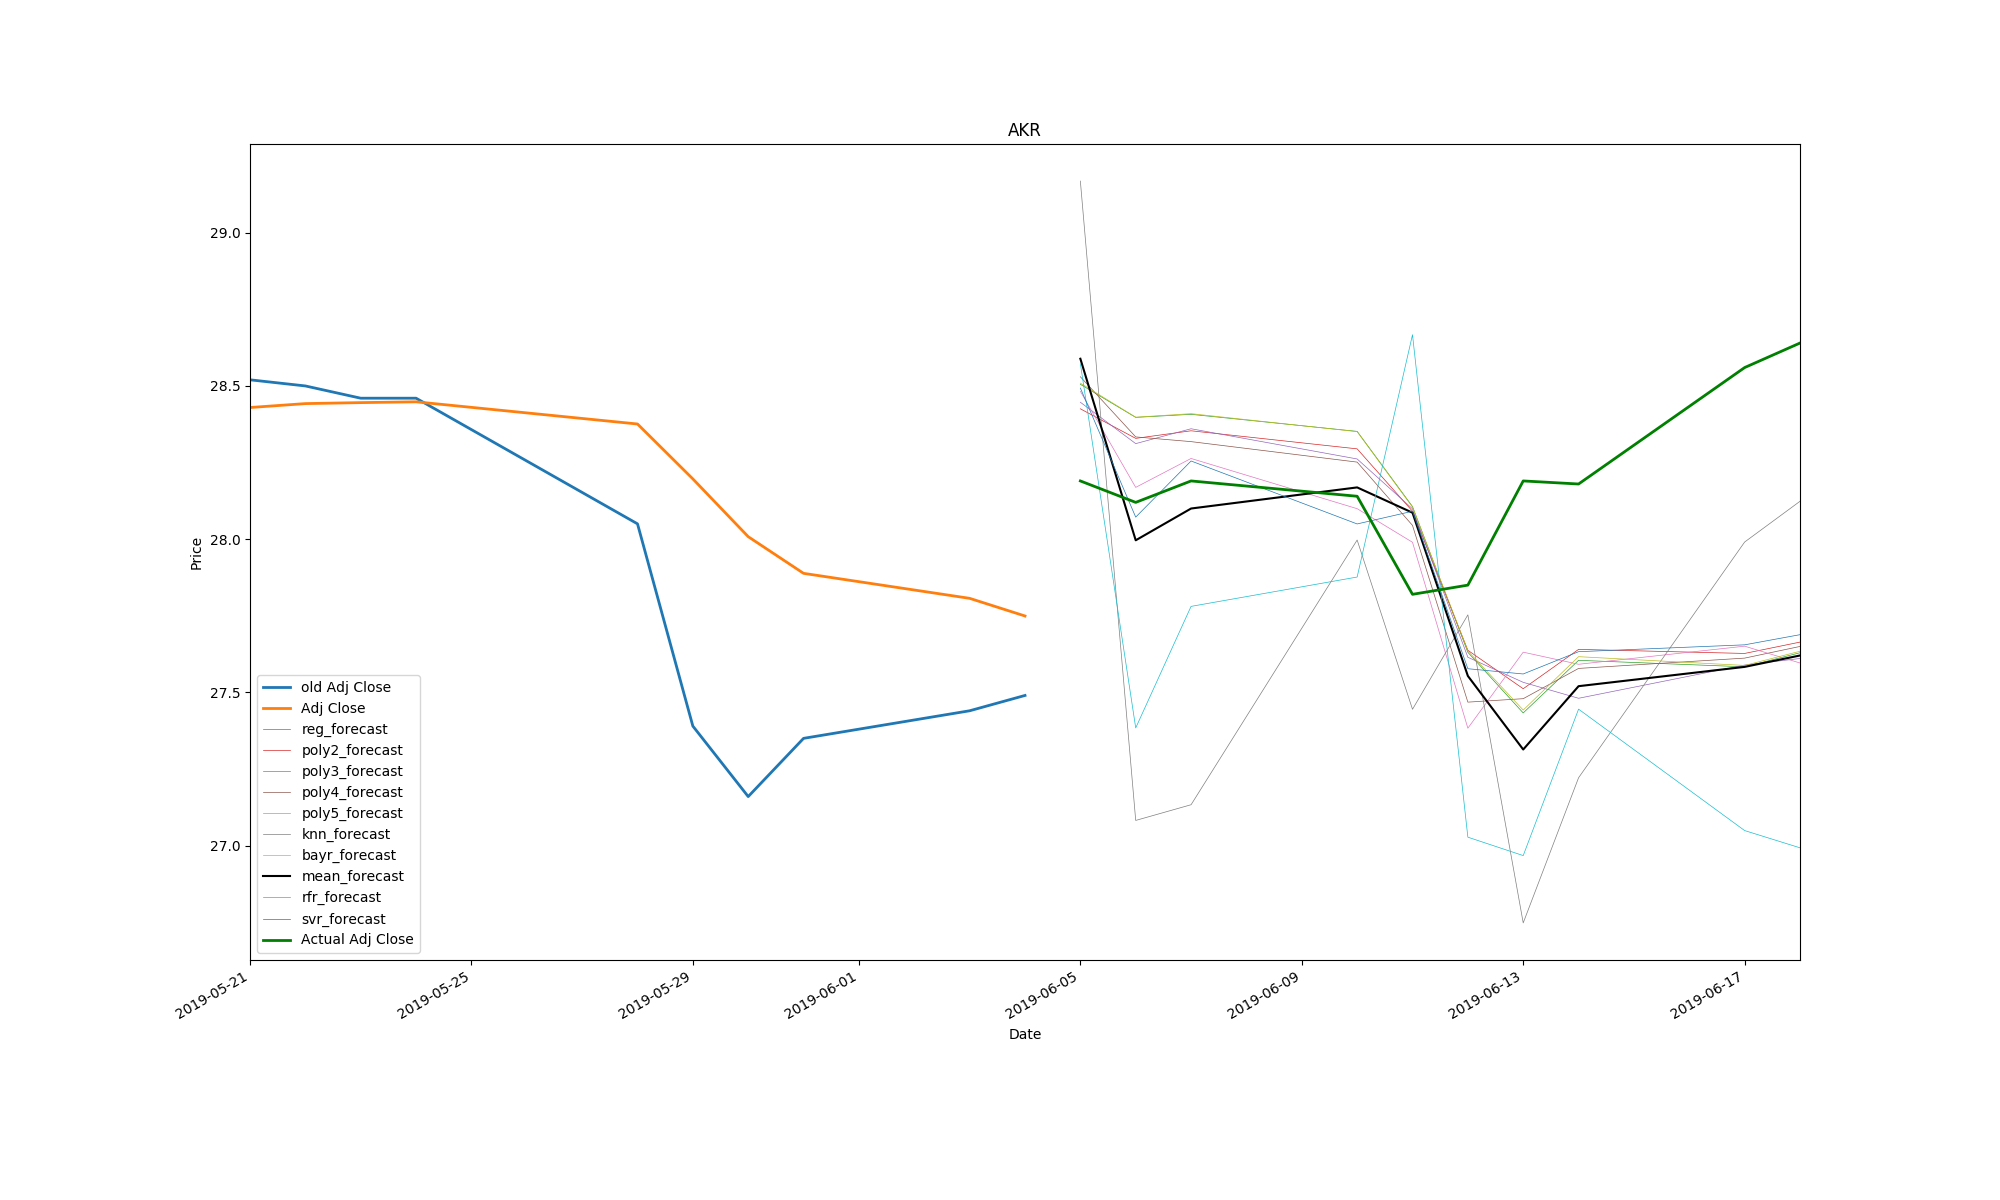 AKR
29.0
28.5
28.0
27.5
27.0
Price
old Adj Close
Adj Close
reg_forecast
poly2_forecast
poly3_forecast
poly4_forecast
poly5_forecast
knn_forecast
bayr_forecast
mean_forecast
rfr_forecast
svr_forecast
Actual Adj Close
2019-05-21
2019-05-25
2019-05-29
2019-06-01
2019-06-05
2019-06-09
2019-06-13
2019-06-17
Date